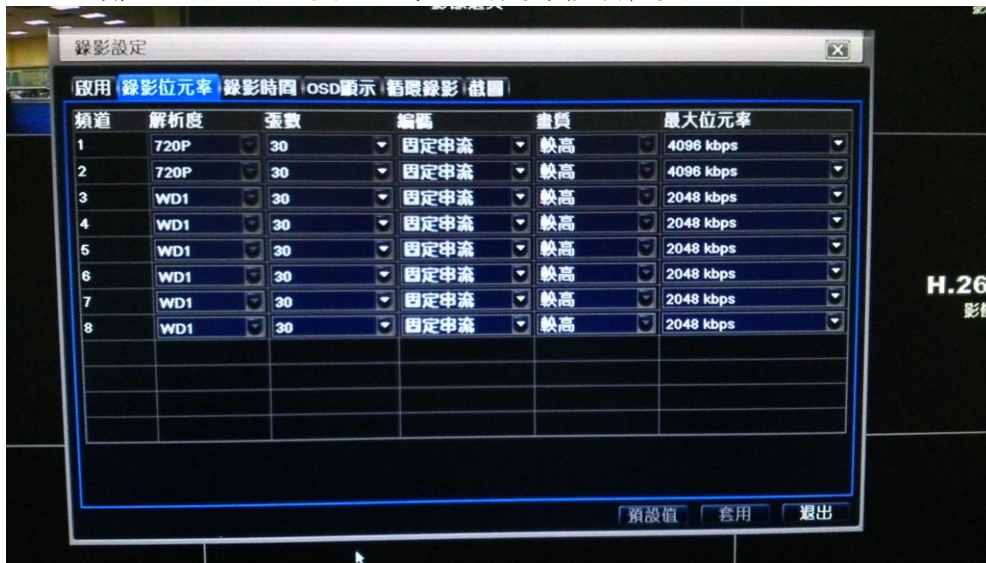 錄影設定
啟用 錄影位元率 錄影時間 OSD顯示 循環錄影 截圖
頻道 解析度 張數 編碼 畫質 最大位元率
1 720P 30 固定串流 較高 4096 kbps
2 720P 30 固定串流 較高 4096 kbps
3 WD1 30 固定串流 較高 2048 kbps
4 WD1 30 固定串流 較高 2048 kbps
5 WD1 30 固定串流 較高 2048 kbps
6 WD1 30 固定串流 較高 2048 kbps
7 WD1 30 固定串流 較高 2048 kbps
8 WD1 30 固定串流 較高 2048 kbps
H.26
預設值 套用 退出